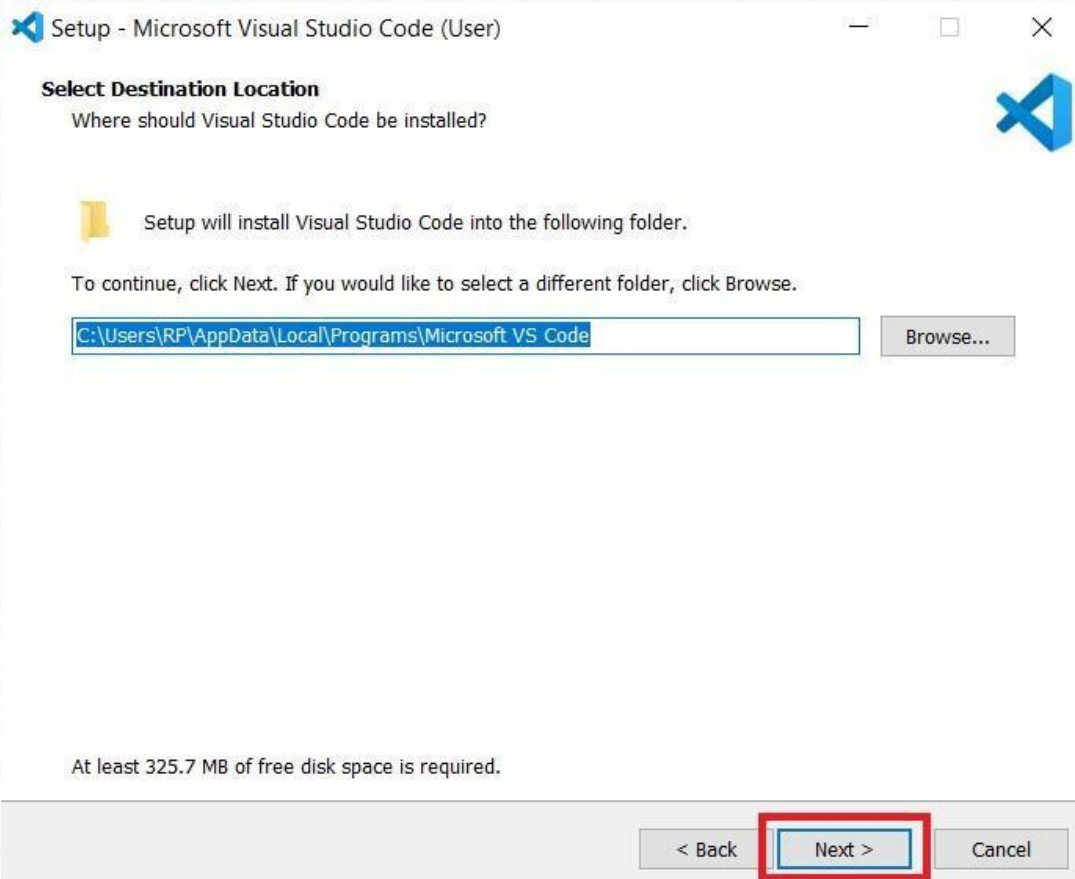 Setup - Microsoft Visual Studio Code (User)
Select Destination Location
Where should Visual Studio Code be installed?
Setup will install Visual Studio Code into the following folder.
To continue, click Next. If you would like to select a different folder, click Browse.
C:\Users\RP\AppData\Local\Programs\Microsoft VS Code
Browse...
At least 325.7 MB of free disk space is required.
< Back
Next >
Cancel